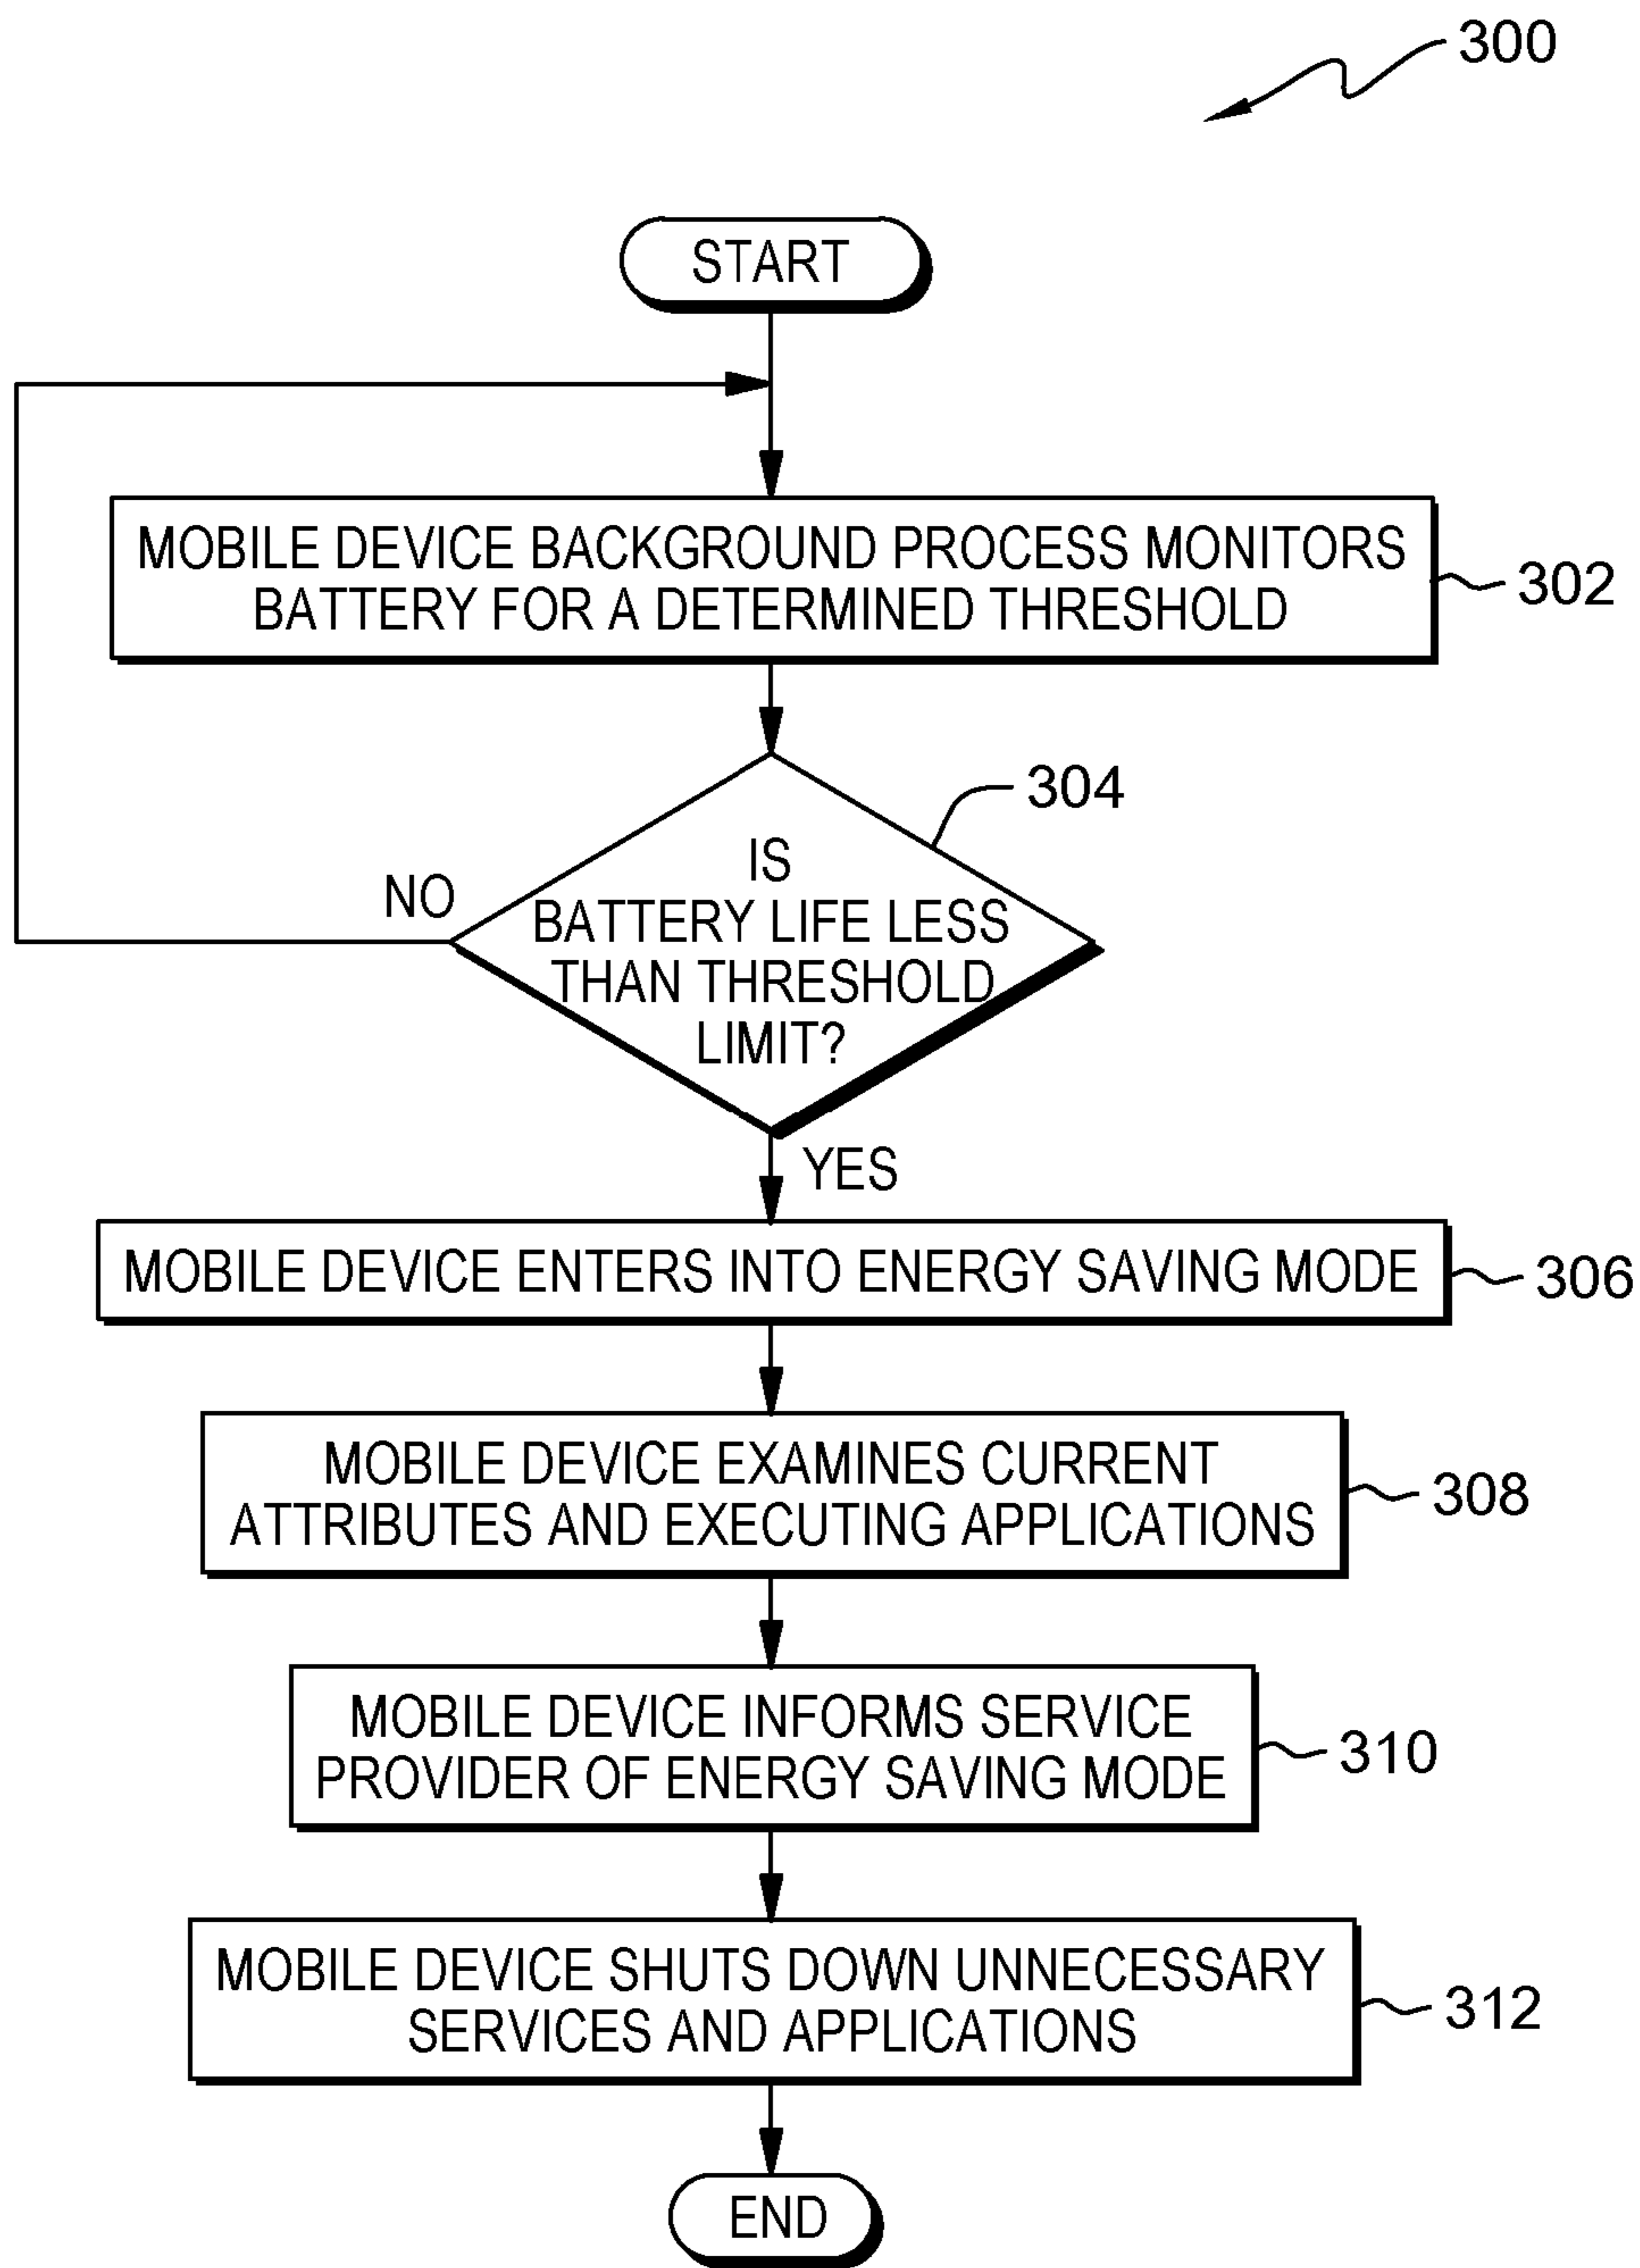 300
START
MOBILE DEVICE BACKGROUND PROCESS MONITORS
BATTERY FOR A DETERMINED THRESHOLD
302
304
IS
BATTERY LIFE LESS
THAN THRESHOLD
LIMIT?
NO
YES
MOBILE DEVICE ENTERS INTO ENERGY SAVING MODE
306
MOBILE DEVICE EXAMINES CURRENT
ATTRIBUTES AND EXECUTING APPLICATIONS
308
MOBILE DEVICE INFORMS SERVICE
PROVIDER OF ENERGY SAVING MODE
310
MOBILE DEVICE SHUTS DOWN UNNECESSARY
SERVICES AND APPLICATIONS
312
END